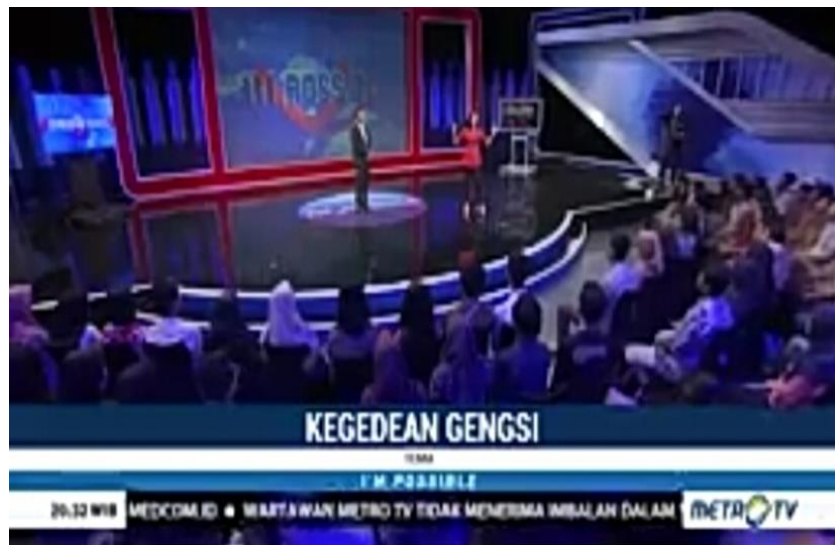 KEGEDEAN GENGSI
TEMA
I'M POSSIBLE
20:32 WIB MEDCOM.ID ● WARTAWAN METRO TV TIDAK MENERIMA IMBALAN DALAM METRO TV